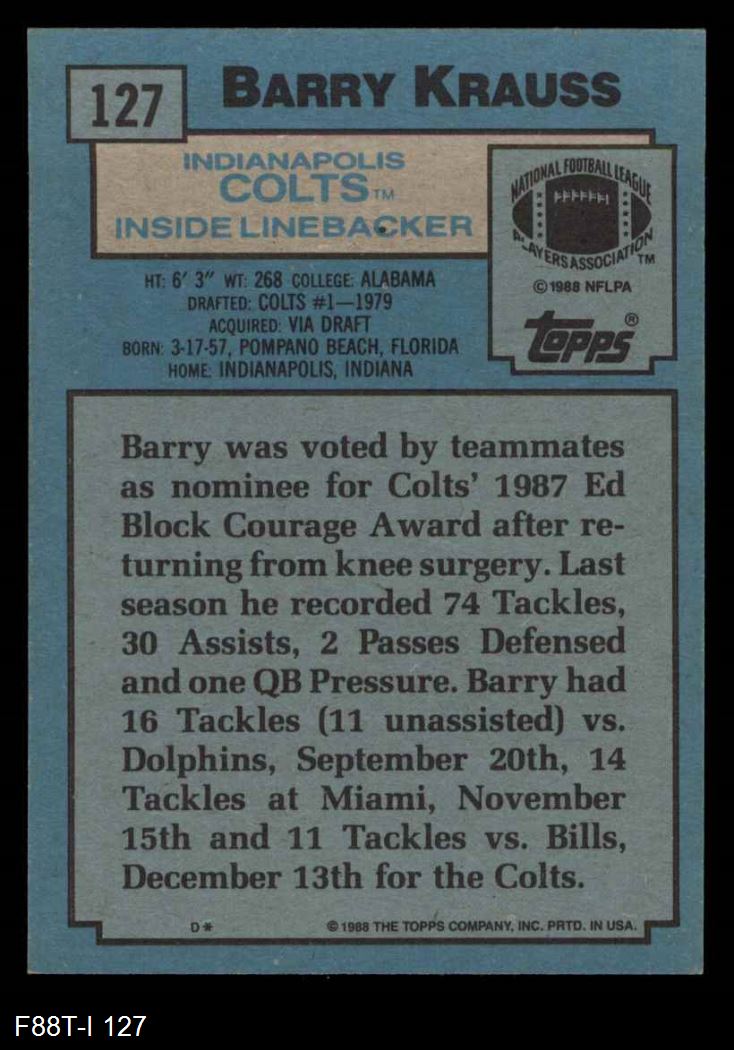 127
BARRY KRAUSS
INDIANAPOLIS
COLTS™
INSIDE LINEBACKER
NATIONAL FOOTBALL LEAGUE
PLAYERS ASSOCIATION™
©1988 NFLPA
Topps®
HT: 6' 3" WT: 268 COLLEGE: ALABAMA
DRAFTED: COLTS #1—1979
ACQUIRED: VIA DRAFT
BORN: 3-17-57, POMPANO BEACH, FLORIDA
HOME: INDIANAPOLIS, INDIANA
Barry was voted by teammates
as nominee for Colts' 1987 Ed
Block Courage Award after re-
turning from knee surgery. Last
season he recorded 74 Tackles,
30 Assists, 2 Passes Defensed
and one QB Pressure. Barry had
16 Tackles (11 unassisted) vs.
Dolphins, September 20th, 14
Tackles at Miami, November
15th and 11 Tackles vs. Bills,
December 13th for the Colts.
D*
©1988 THE TOPPS COMPANY, INC. PRTD. IN USA.
F88T-I 127